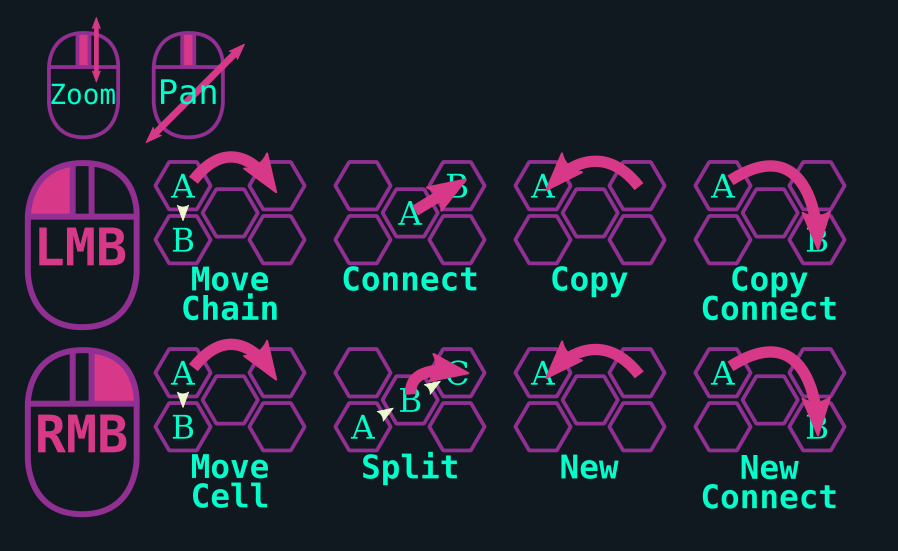 Zoom Pan
LMB
A B
Move
Chain
A B
Connect
A
Copy
A B
Copy
Connect
RMB
A B
Move
Cell
A B C
Split
A
New
A B
New
Connect